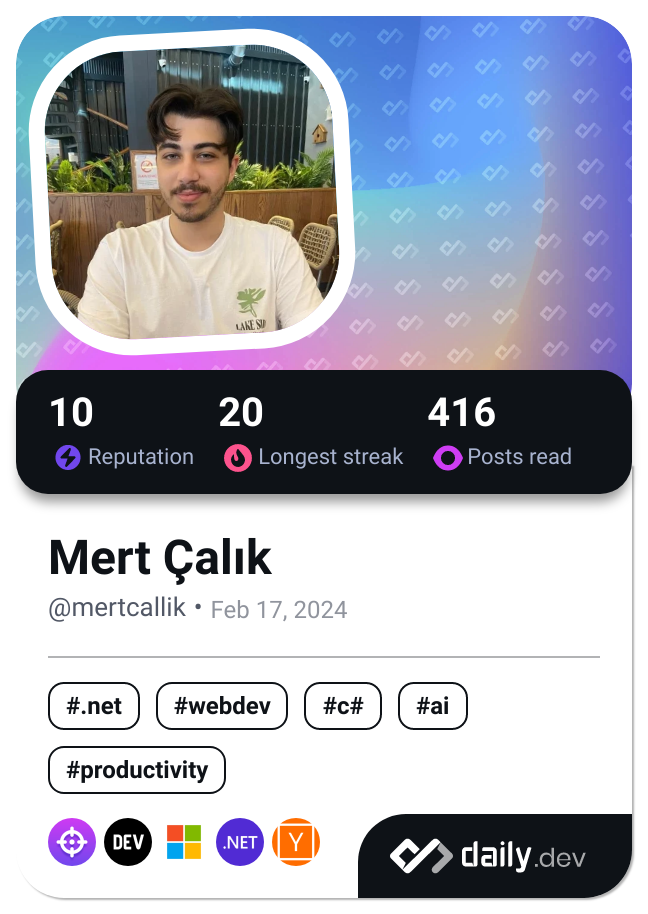 LAKE
10 20 416
Reputation Longest streak Posts read
Mert Çalık
@mertcallik • Feb 17, 2024
#.net #webdev #c# #ai
#productivity
DEV .NET Y
daily.dev